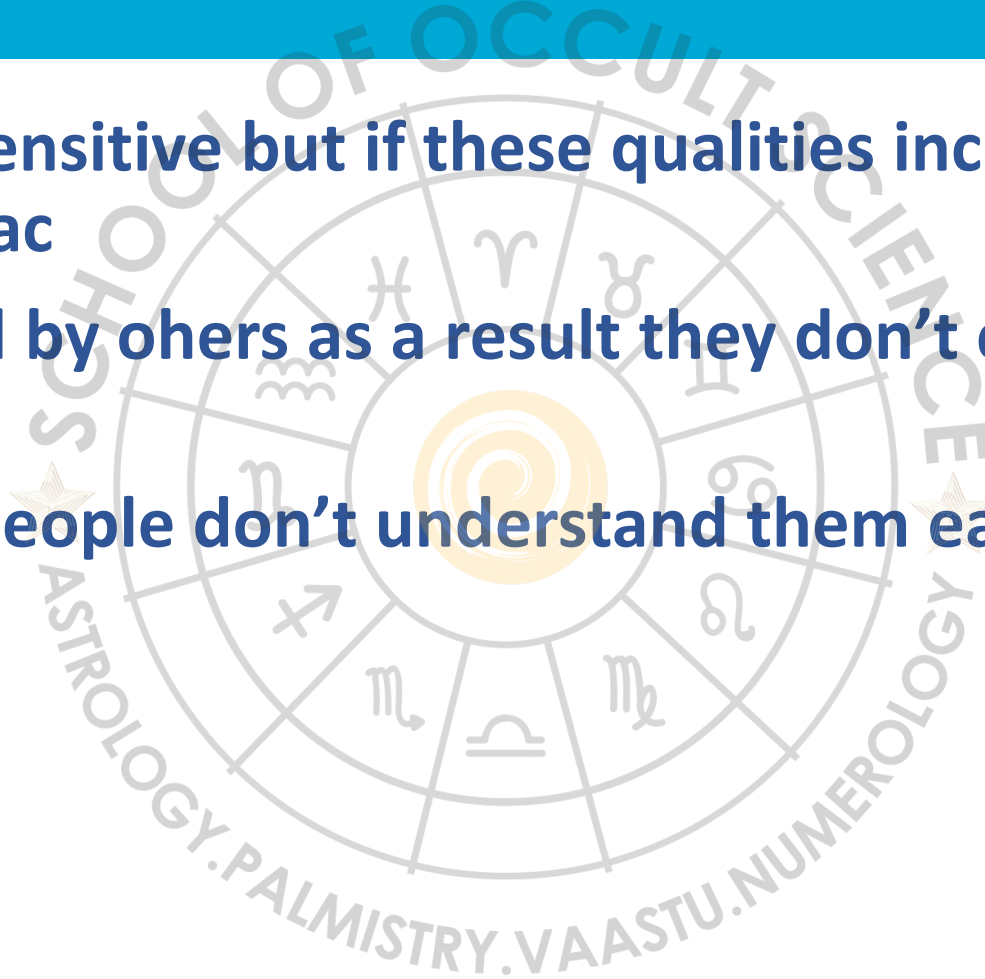 SCHOOL OF OCCULT SCIENCE
ensitive but if these qualities inc
ac
l by ohers as a result they don’t
eople don’t understand them ea
ASTROLOGY.PALMISTRY.VAASTU.NUMEROLOGY